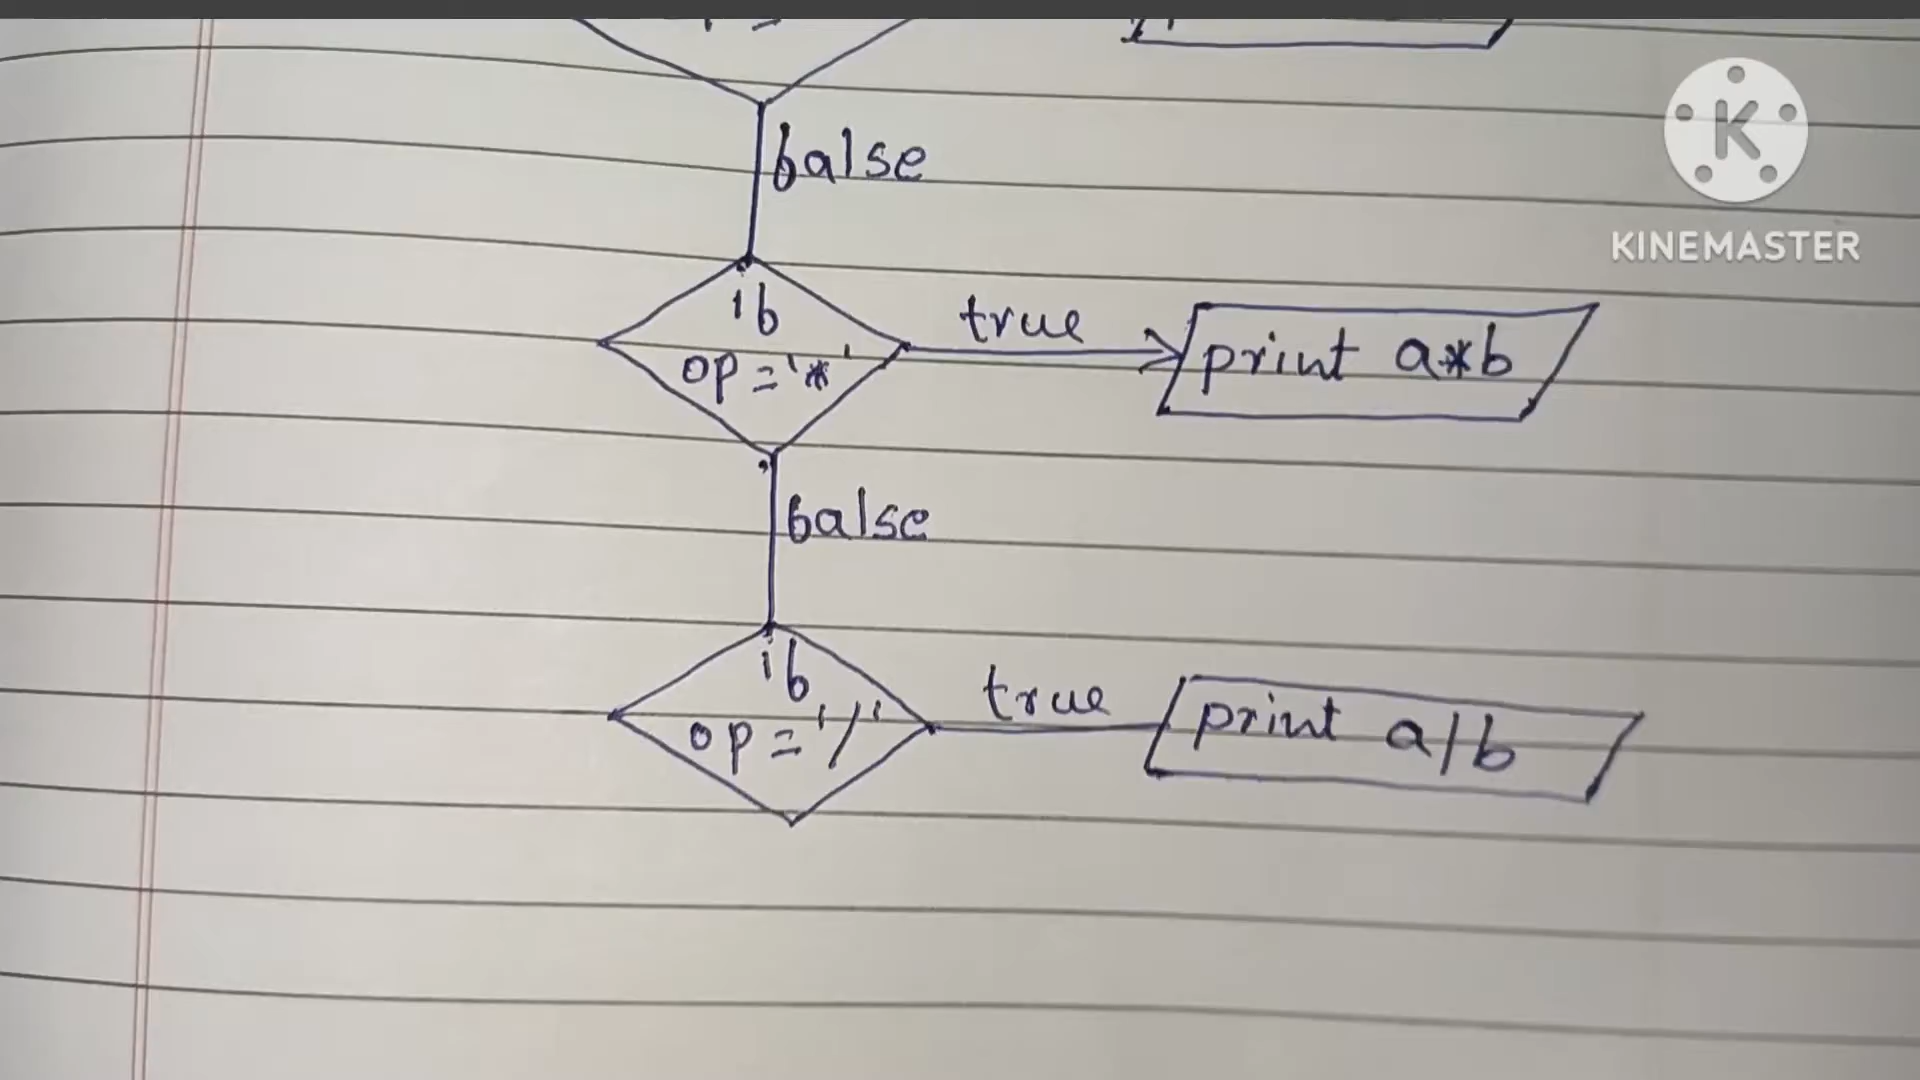 false
if
op = '*'
true
print a*b
false
if
op = '/'
true
print a/b
K
KINEMASTER